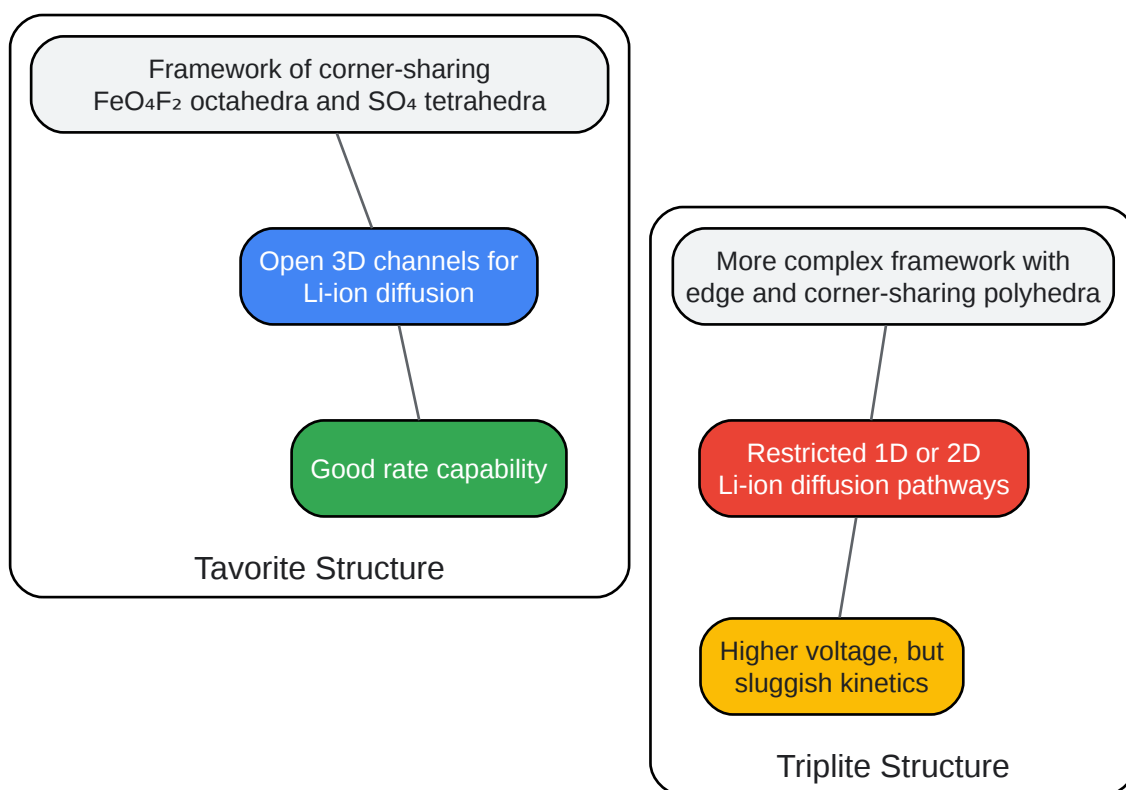 Framework of corner-sharing
FeO₄F₂ octahedra and SO₄ tetrahedra
Open 3D channels for
Li-ion diffusion
Good rate capability
Tavorite Structure
More complex framework with
edge and corner-sharing polyhedra
Restricted 1D or 2D
Li-ion diffusion pathways
Higher voltage, but
sluggish kinetics
Triplite Structure